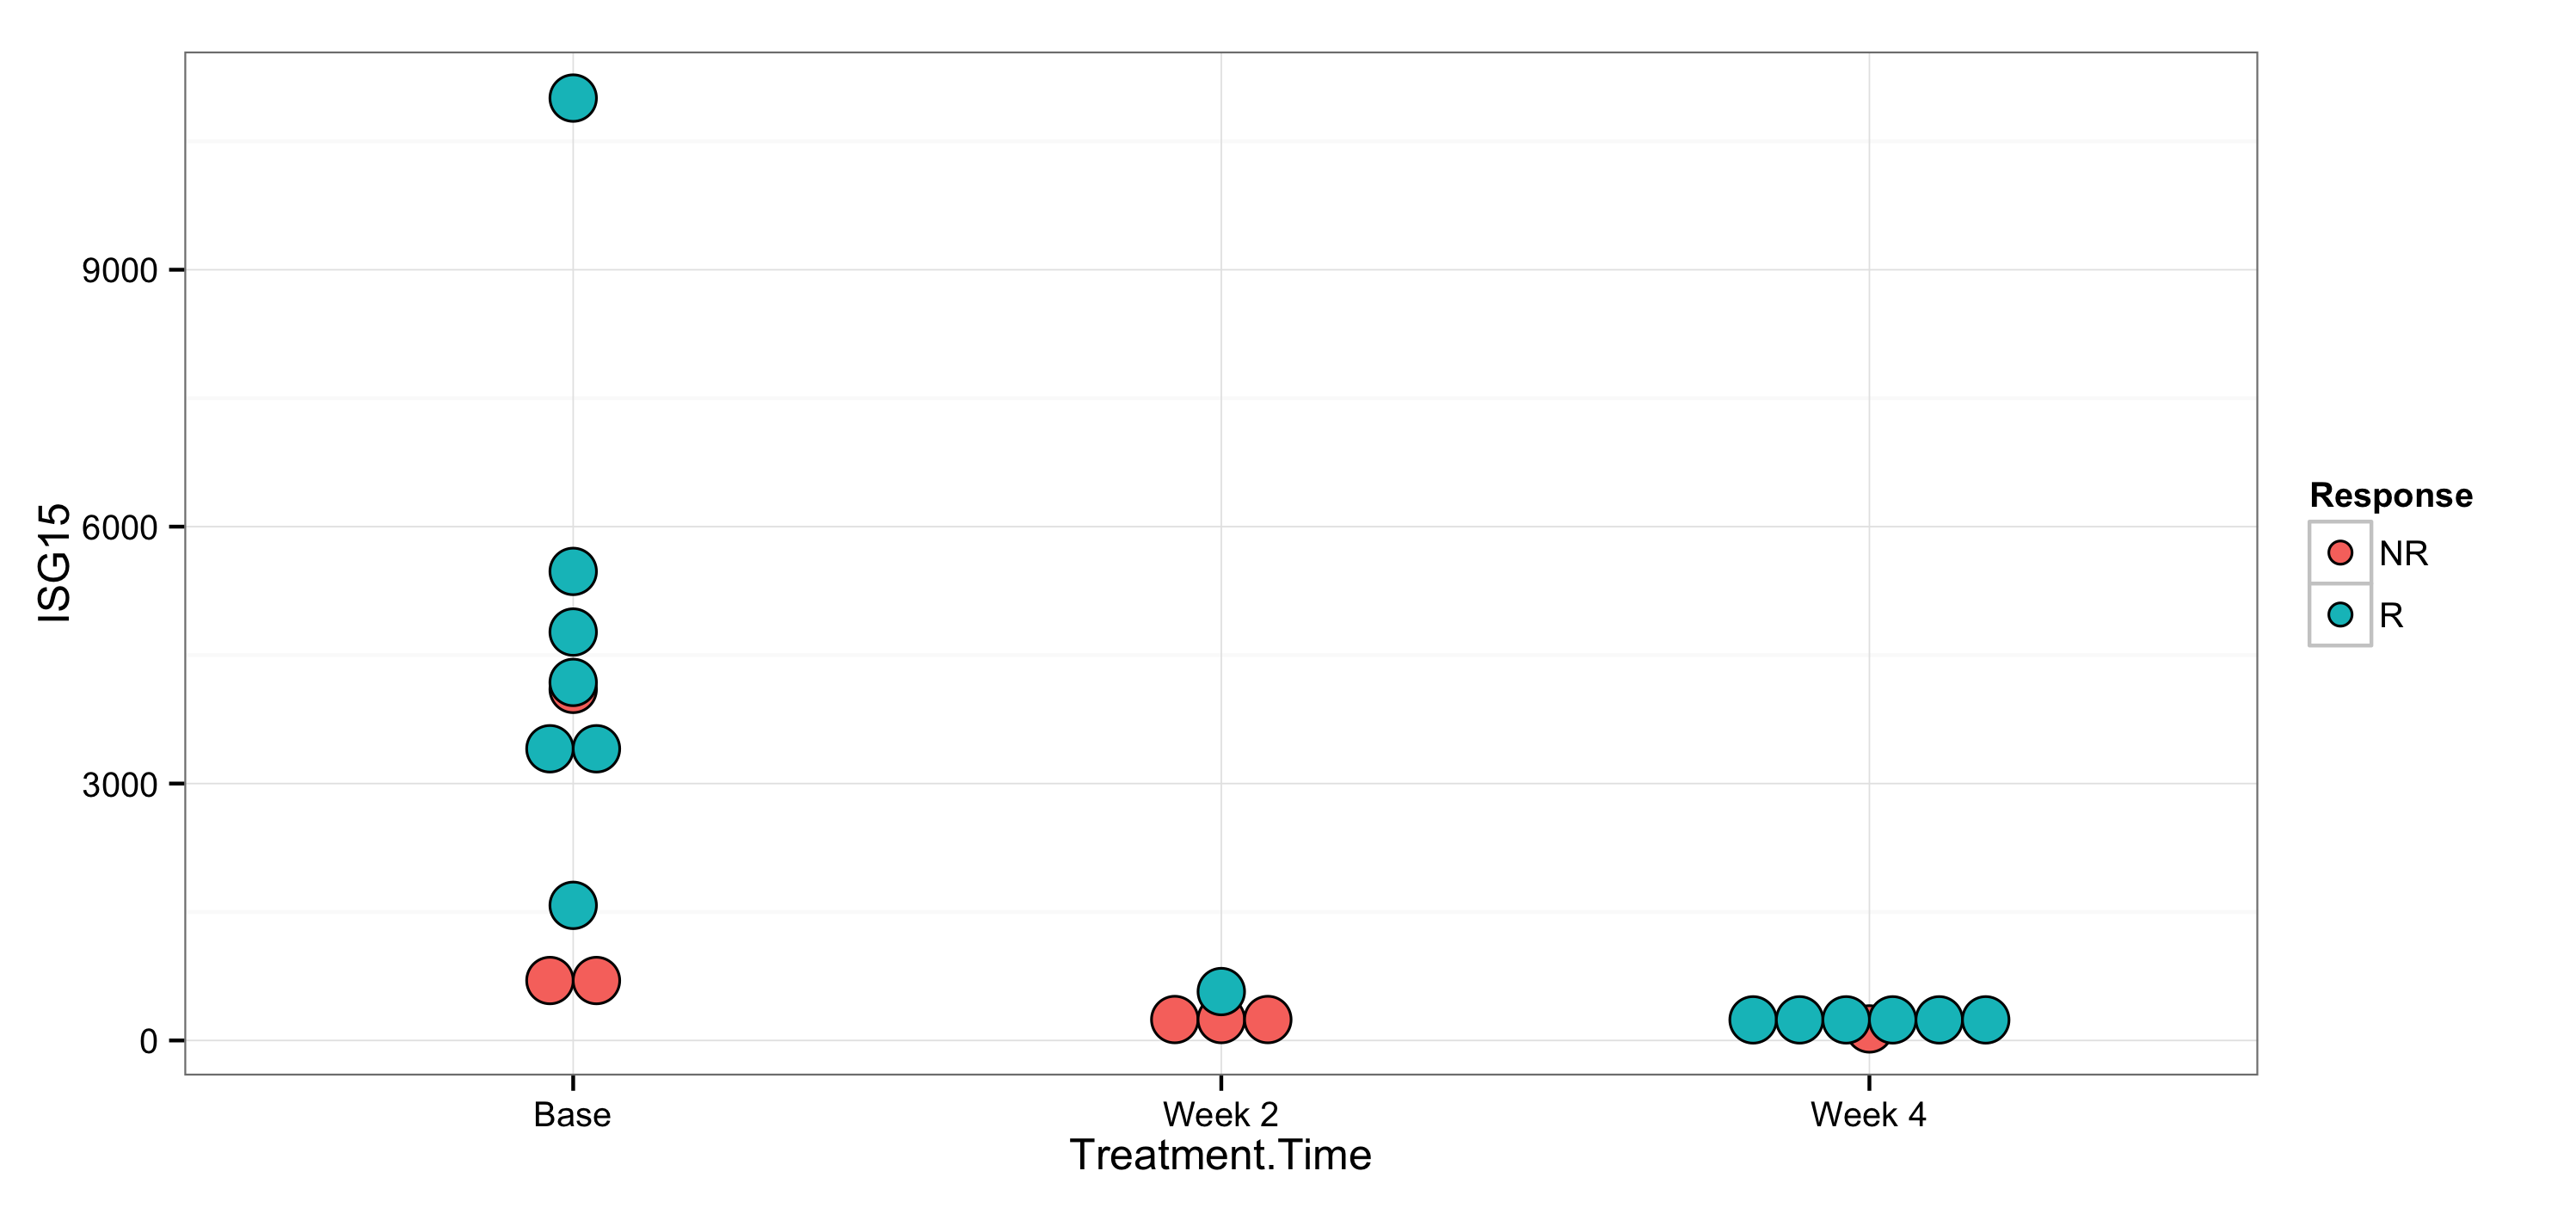 ISG15
9000
6000
3000
0
Base
Week 2
Week 4
Treatment.Time
Response
NR
R